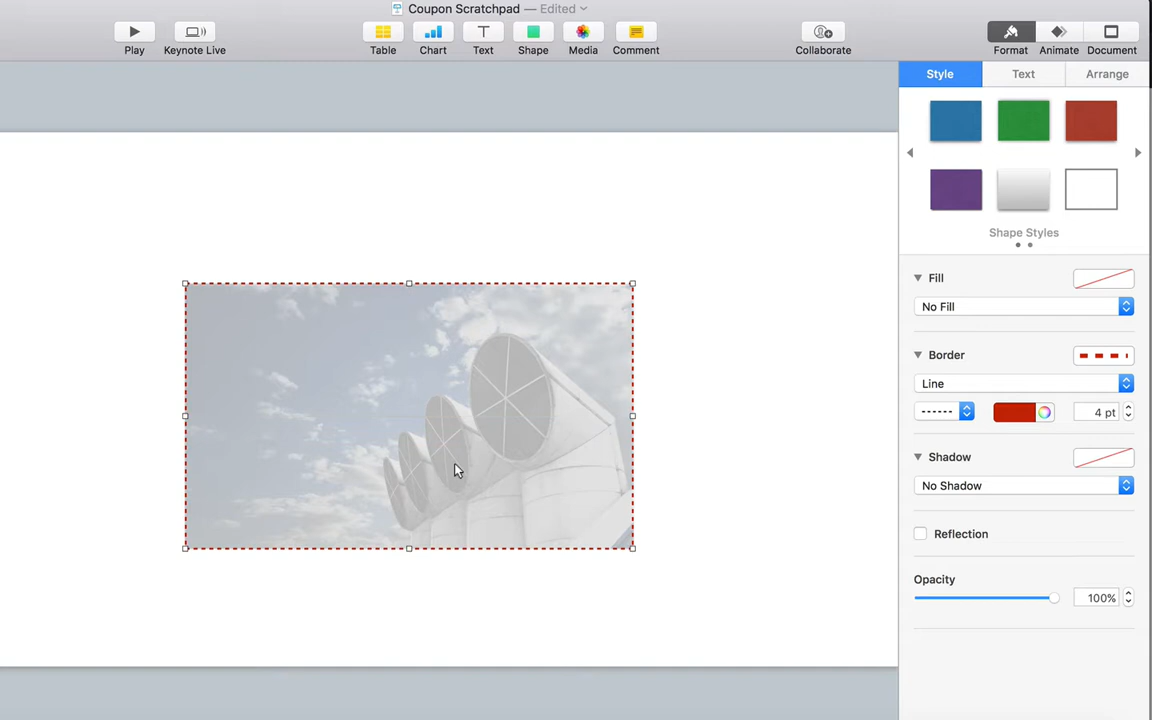 Coupon Scratchpad — Edited
Play
Keynote Live
Table
Chart
Text
Shape
Media
Comment
Collaborate
Format
Animate
Document
Style
Text
Arrange
Shape Styles
Fill
No Fill
Border
Line
4 pt
Shadow
No Shadow
Reflection
Opacity
100%